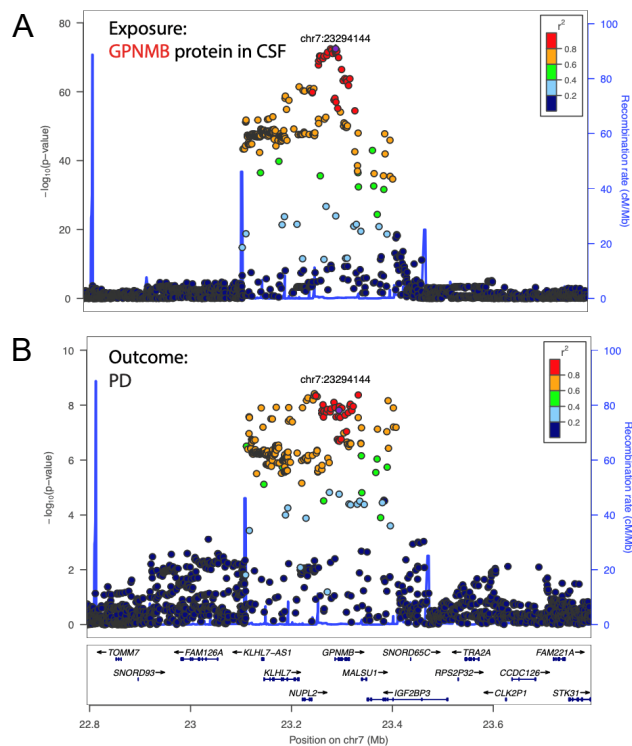 A
Exposure:
GPNMB protein in CSF
chr7:23294144
r²
0.8
0.6
0.4
0.2
80
60
40
20
0
−log₁₀(p−value)
100
80
60
40
20
0
Recombination rate (cM/Mb)
B
Outcome:
PD
chr7:23294144
r²
0.8
0.6
0.4
0.2
10
8
6
4
2
0
−log₁₀(p−value)
100
80
60
40
20
0
Recombination rate (cM/Mb)
←TOMM7 ←FAM126A ←KLHL7−AS1 GPNMB→ SNORD65C→ ←TRA2A FAM221A→
SNORD93→ KLHL7→ MALSU1→ RPS2P32→ CCDC126→
NUPL2→ ←IGF2BP3 ←CLK2P1 STK31→
22.8 23 23.2 23.4 23.6
Position on chr7 (Mb)